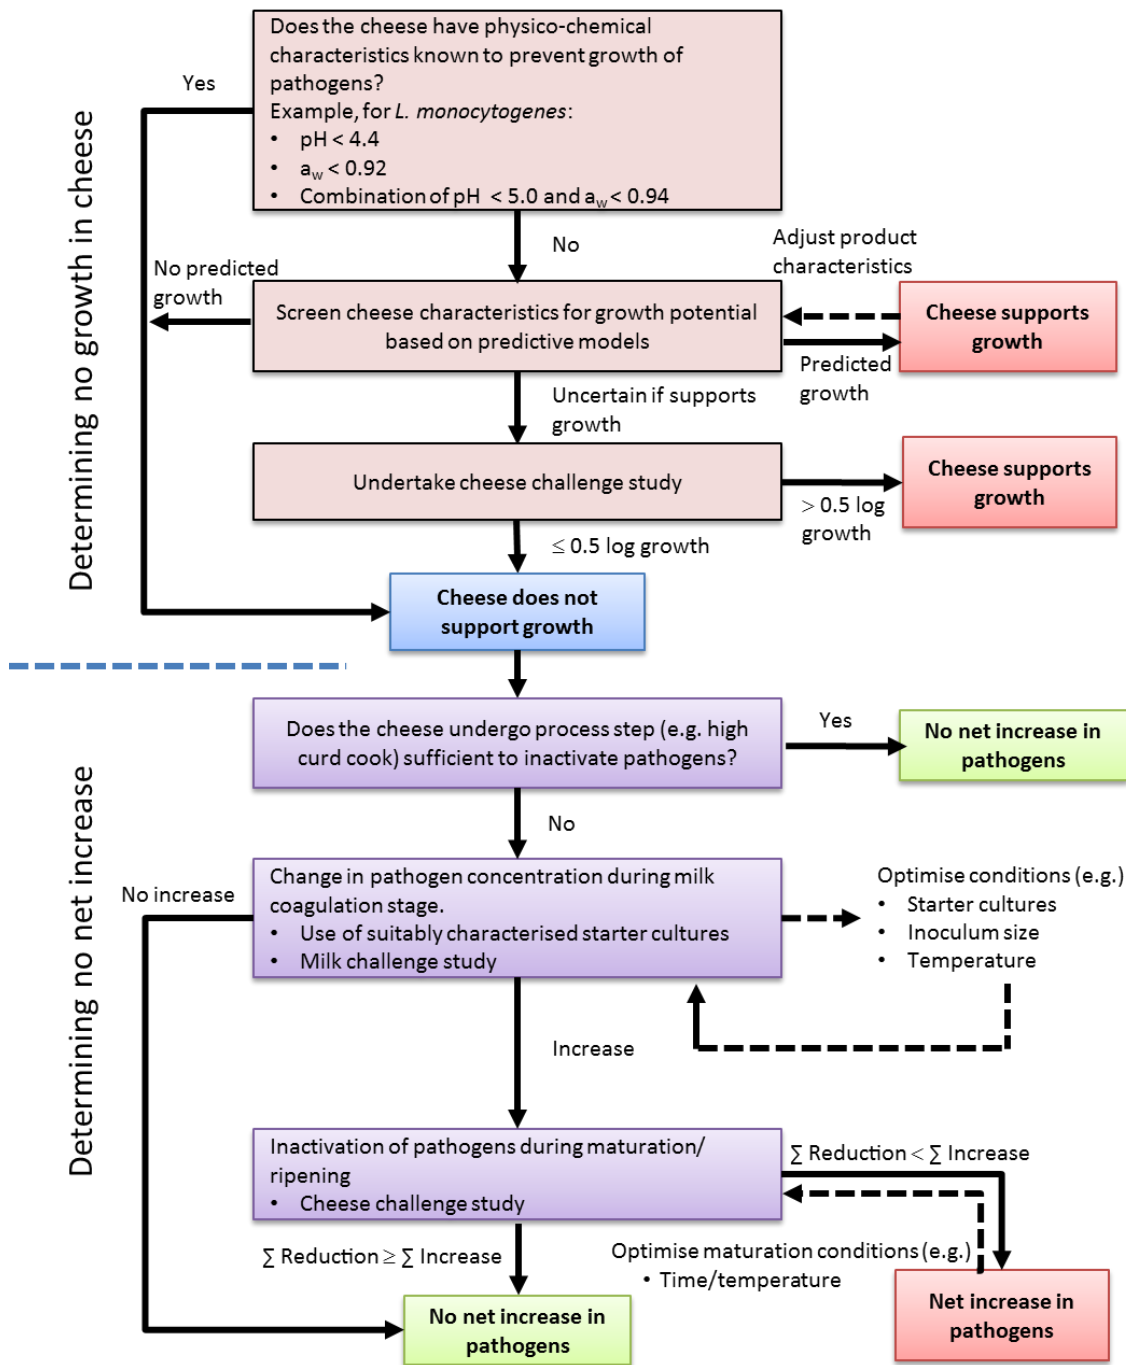 Determining no growth in cheese
Does the cheese have physico-chemical
characteristics known to prevent growth of
pathogens?
Example, for L. monocytogenes:
• pH < 4.4
• aw < 0.92
• Combination of pH < 5.0 and aw < 0.94
Yes
No
Adjust product
characteristics
No predicted
growth
Screen cheese characteristics for growth potential
based on predictive models
Cheese supports
growth
Predicted
growth
Uncertain if supports
growth
Undertake cheese challenge study
Cheese supports
growth
> 0.5 log
growth
≤ 0.5 log growth
Cheese does not
support growth
Determining no net increase
Does the cheese undergo process step (e.g. high
curd cook) sufficient to inactivate pathogens?
Yes
No net increase in
pathogens
No
No increase
Change in pathogen concentration during milk
coagulation stage.
• Use of suitably characterised starter cultures
• Milk challenge study
Optimise conditions (e.g.)
• Starter cultures
• Inoculum size
• Temperature
Increase
Inactivation of pathogens during maturation/
ripening
• Cheese challenge study
∑ Reduction < ∑ Increase
∑ Reduction ≥ ∑ Increase
Optimise maturation conditions (e.g.)
• Time/temperature
No net increase in
pathogens
Net increase in
pathogens